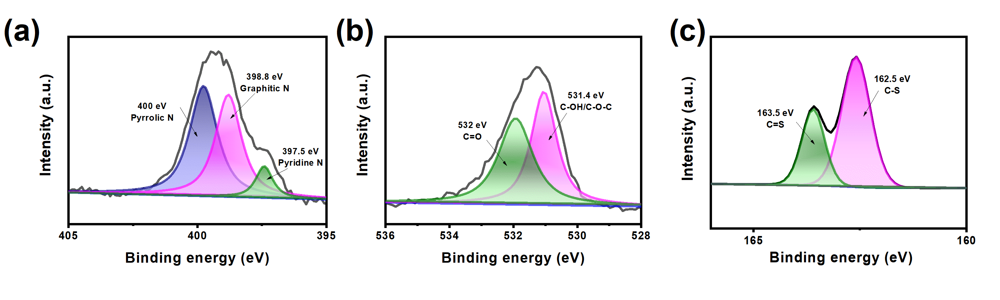 (a)
Intensity (a.u.)
398.8 eV
Graphitic N
400 eV
Pyrrolic N
397.5 eV
Pyridine N
405
400
395
Binding energy (eV)
(b)
Intensity (a.u.)
531.4 eV
C-OH/C-O-C
532 eV
C=O
536
534
532
530
528
Binding energy (eV)
(c)
Intensity (a.u.)
162.5 eV
C-S
163.5 eV
C=S
165
160
Binding energy (eV)